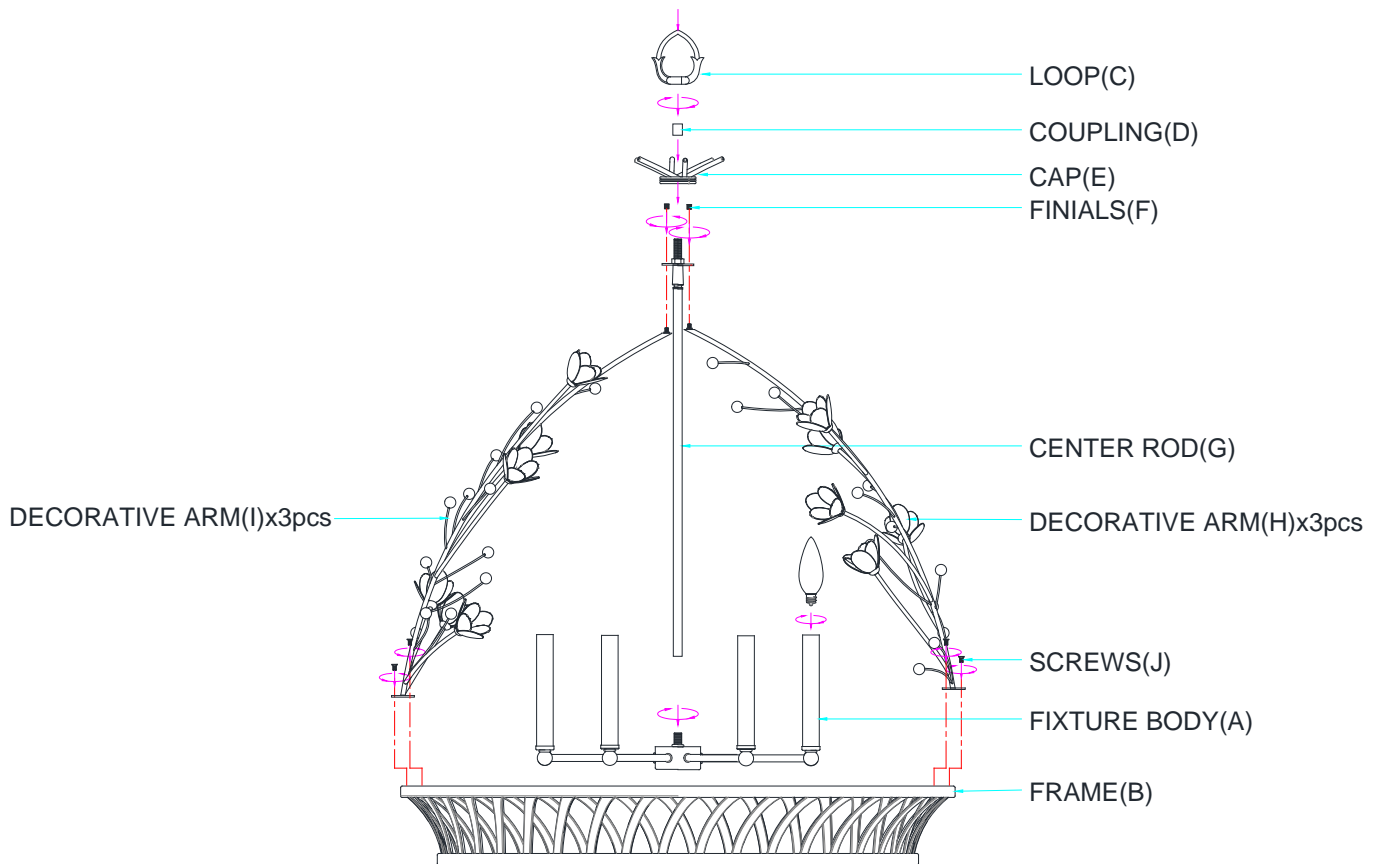 LOOP(C)
COUPLING(D)
CAP(E)
FINIALS(F)
CENTER ROD(G)
DECORATIVE ARM(I)x3pcs
DECORATIVE ARM(H)x3pcs
SCREWS(J)
FIXTURE BODY(A)
FRAME(B)